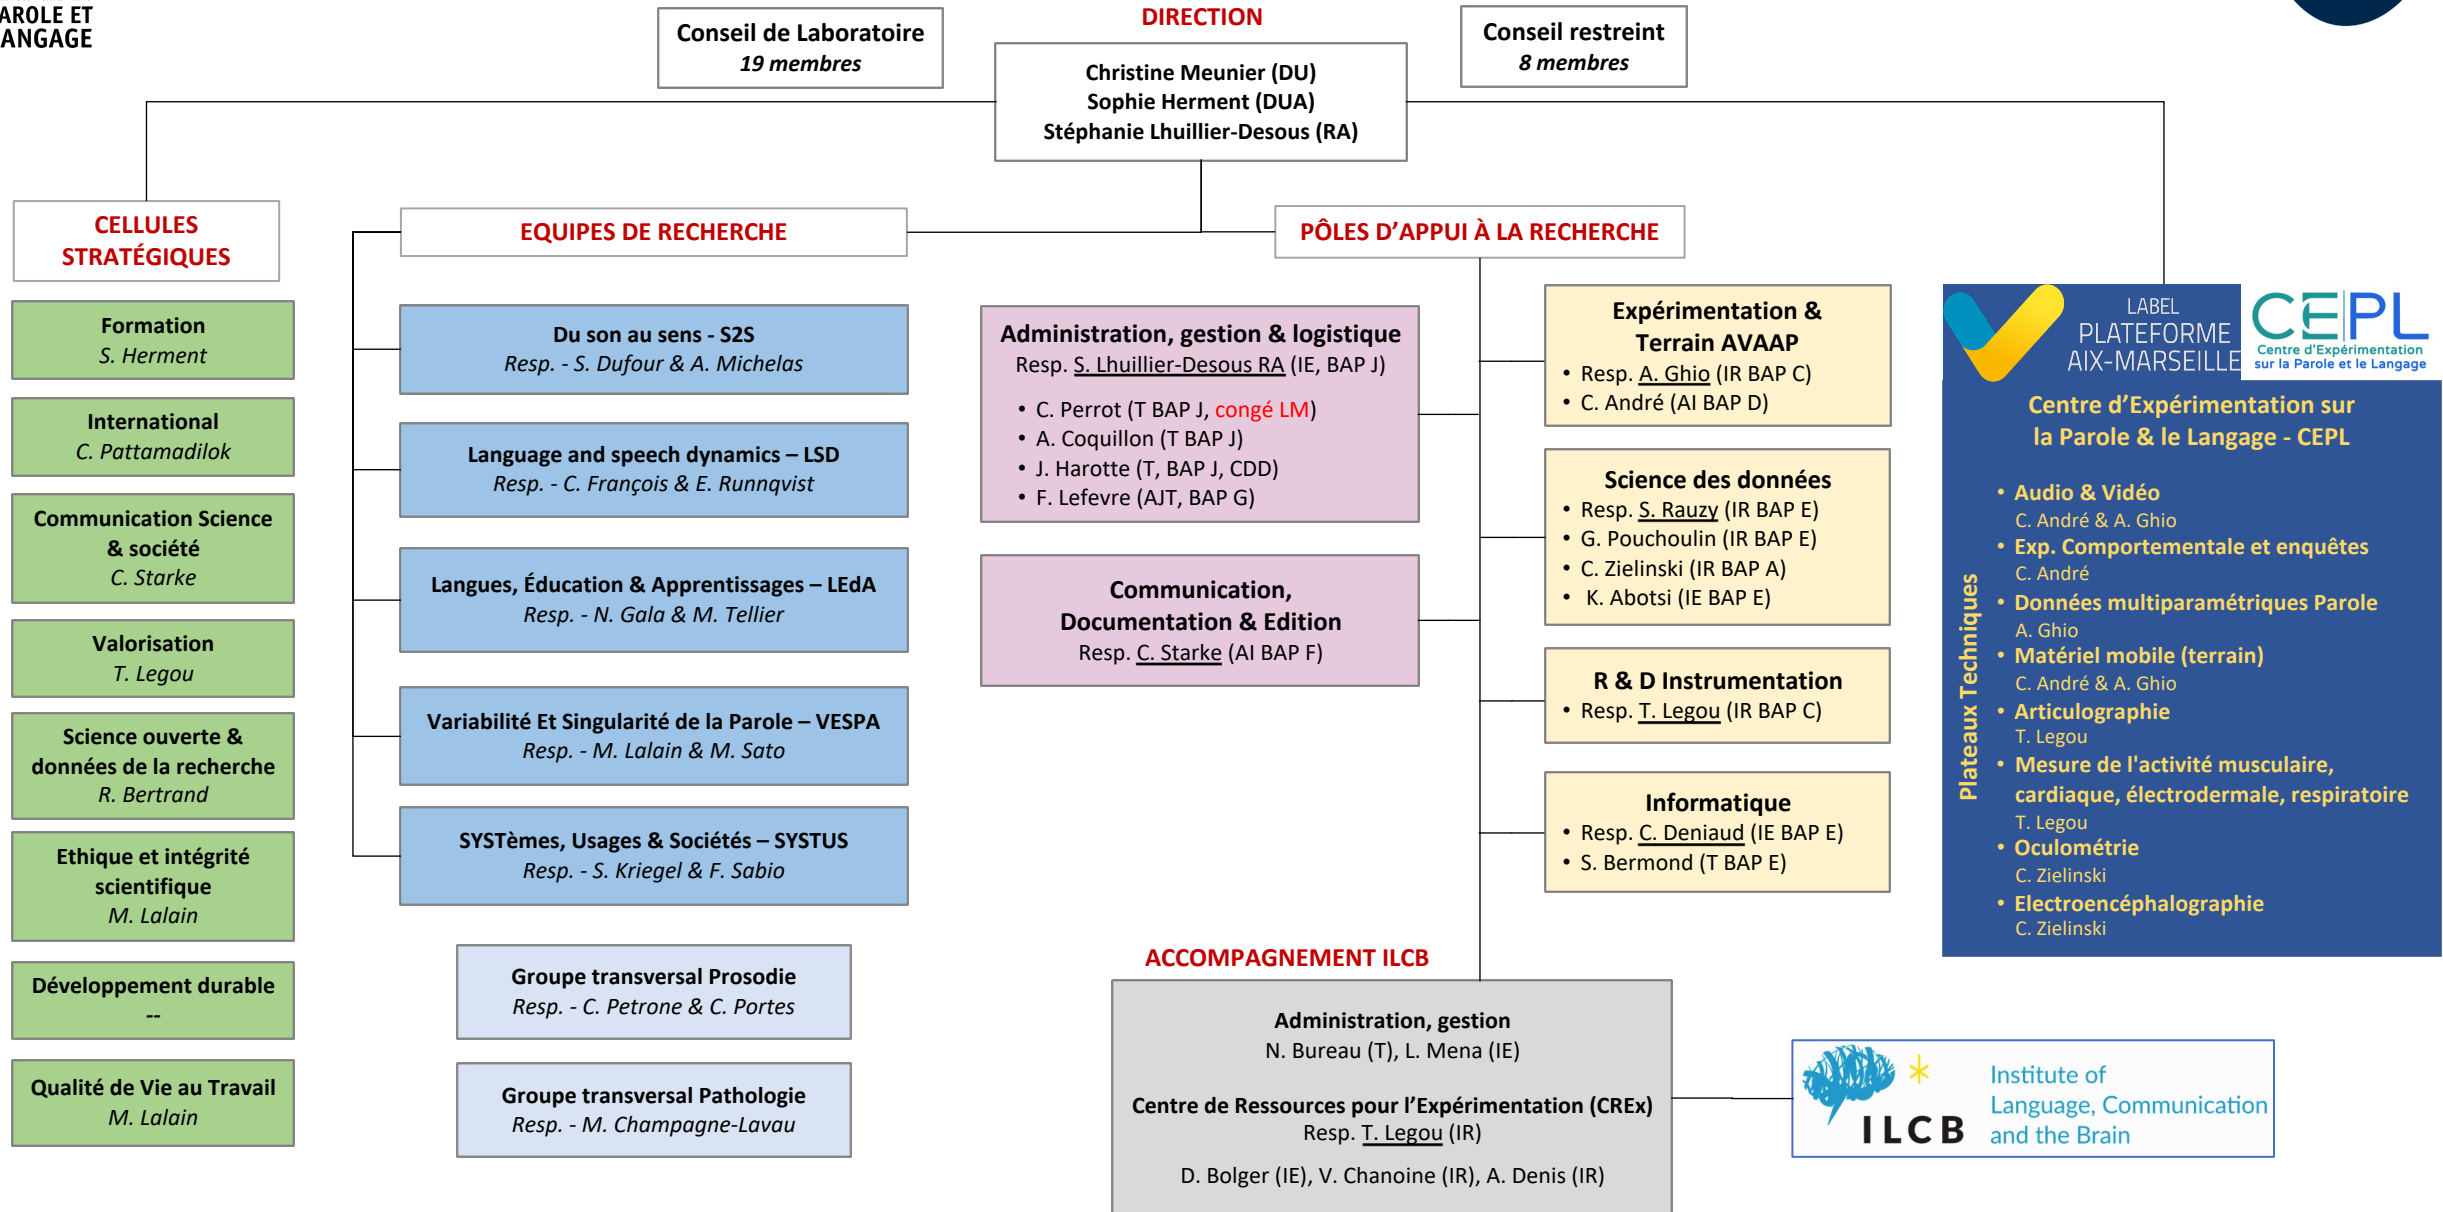 PAROLE ET
LANGAGE
Conseil de Laboratoire
19 membres
DIRECTION
Christine Meunier (DU)
Sophie Herment (DUA)
Stéphanie Lhuillier-Desous (RA)
Conseil restreint
8 membres
CELLULES
STRATÉGIQUES
Formation
S. Herment
International
C. Pattamadilok
Communication Science
& société
C. Starke
Valorisation
T. Legou
Science ouverte &
données de la recherche
R. Bertrand
Ethique et intégrité
scientifique
M. Lalain
Développement durable
--
Qualité de Vie au Travail
M. Lalain
EQUIPES DE RECHERCHE
Du son au sens - S2S
Resp. - S. Dufour & A. Michelas
Language and speech dynamics – LSD
Resp. - C. François & E. Runnqvist
Langues, Éducation & Apprentissages – LEdA
Resp. - N. Gala & M. Tellier
Variabilité Et Singularité de la Parole – VESPA
Resp. - M. Lalain & M. Sato
SYSTèmes, Usages & Sociétés – SYSTUS
Resp. - S. Kriegel & F. Sabio
Groupe transversal Prosodie
Resp. - C. Petrone & C. Portes
Groupe transversal Pathologie
Resp. - M. Champagne-Lavau
PÔLES D'APPUI À LA RECHERCHE
Administration, gestion & logistique
Resp. S. Lhuillier-Desous RA (IE, BAP J)
• C. Perrot (T BAP J, congé LM)
• A. Coquillon (T BAP J)
• J. Harotte (T, BAP J, CDD)
• F. Lefevre (AJT, BAP G)
Communication,
Documentation & Edition
Resp. C. Starke (AI BAP F)
Expérimentation &
Terrain AVAAP
• Resp. A. Ghio (IR BAP C)
• C. André (AI BAP D)
Science des données
• Resp. S. Rauzy (IR BAP E)
• G. Pouchoulin (IR BAP E)
• C. Zielinski (IR BAP A)
• K. Abotsi (IE BAP E)
R & D Instrumentation
• Resp. T. Legou (IR BAP C)
Informatique
• Resp. C. Deniaud (IE BAP E)
• S. Bermond (T BAP E)
ACCOMPAGNEMENT ILCB
Administration, gestion
N. Bureau (T), L. Mena (IE)
Centre de Ressources pour l'Expérimentation (CREx)
Resp. T. Legou (IR)
D. Bolger (IE), V. Chanoine (IR), A. Denis (IR)
LABEL
PLATEFORME
AIX-MARSEILLE
CEPL
Centre d'Expérimentation
sur la Parole et le Langage
Centre d'Expérimentation sur
la Parole & le Langage - CEPL
Plateaux Techniques
• Audio & Vidéo
C. André & A. Ghio
• Exp. Comportementale et enquêtes
C. André
• Données multiparamétriques Parole
A. Ghio
• Matériel mobile (terrain)
C. André & A. Ghio
• Articulographie
T. Legou
• Mesure de l'activité musculaire,
cardiaque, électrodermale, respiratoire
T. Legou
• Oculométrie
C. Zielinski
• Electroencéphalographie
C. Zielinski
ILCB
Institute of
Language, Communication
and the Brain